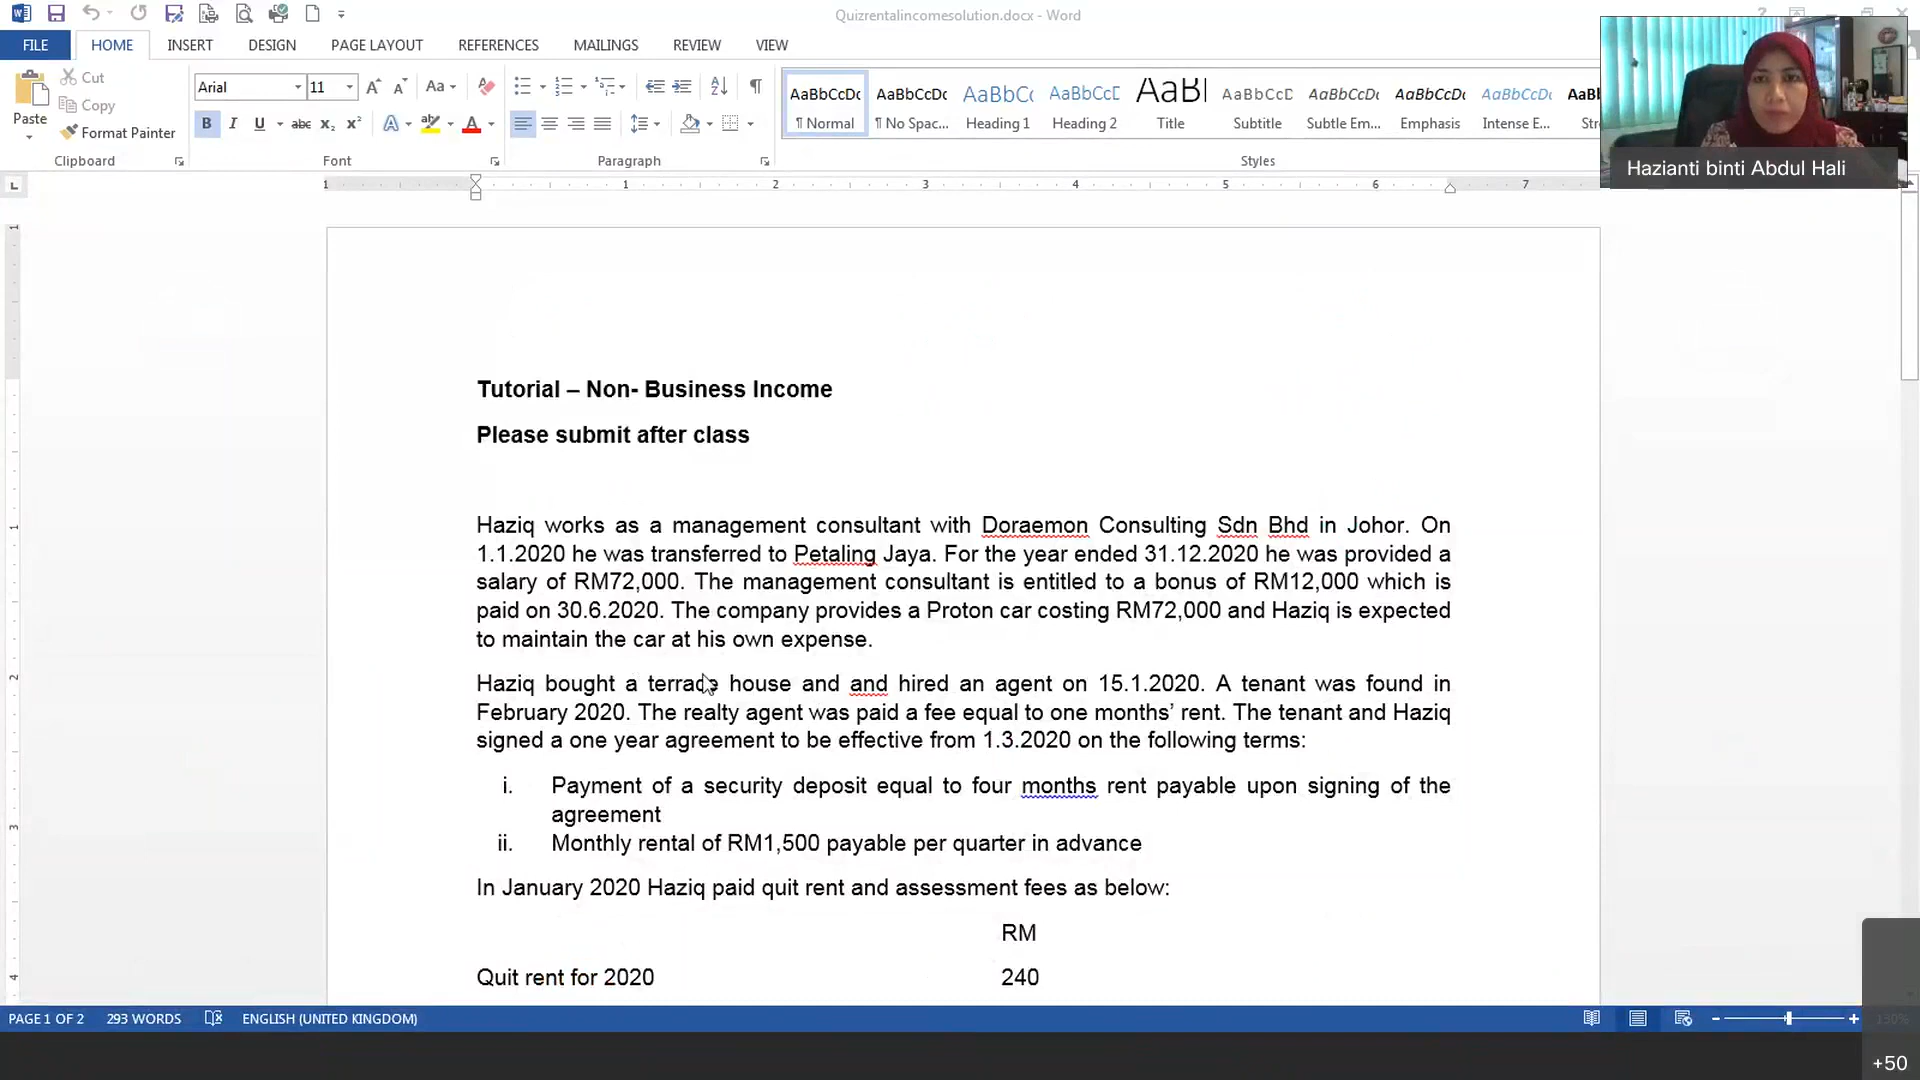 Quizrentalincomesolution.docx - Word
FILE HOME INSERT DESIGN PAGE LAYOUT REFERENCES MAILINGS REVIEW VIEW
Paste
Cut
Copy
Format Painter
Clipboard
Arial 11
Font
Paragraph
AaBbCcDc AaBbCcDc AaBbCc AaBbCcD AaBl AaBbCcD AaBbCcDc AaBbCcDc AaBbCcDc
¶ Normal ¶ No Spac... Heading 1 Heading 2 Title Subtitle Subtle Em... Emphasis Intense E...
Styles
Hazianti binti Abdul Hali
1 1 2 3 4 5 6 7
Tutorial – Non- Business Income
Please submit after class
Haziq works as a management consultant with Doraemon Consulting Sdn Bhd in Johor. On
1.1.2020 he was transferred to Petaling Jaya. For the year ended 31.12.2020 he was provided a
salary of RM72,000. The management consultant is entitled to a bonus of RM12,000 which is
paid on 30.6.2020. The company provides a Proton car costing RM72,000 and Haziq is expected
to maintain the car at his own expense.
Haziq bought a terrace house and and hired an agent on 15.1.2020. A tenant was found in
February 2020. The realty agent was paid a fee equal to one months’ rent. The tenant and Haziq
signed a one year agreement to be effective from 1.3.2020 on the following terms:
i. Payment of a security deposit equal to four months rent payable upon signing of the
agreement
ii. Monthly rental of RM1,500 payable per quarter in advance
In January 2020 Haziq paid quit rent and assessment fees as below:
RM
Quit rent for 2020 240
PAGE 1 OF 2 293 WORDS ENGLISH (UNITED KINGDOM)
130%
+50